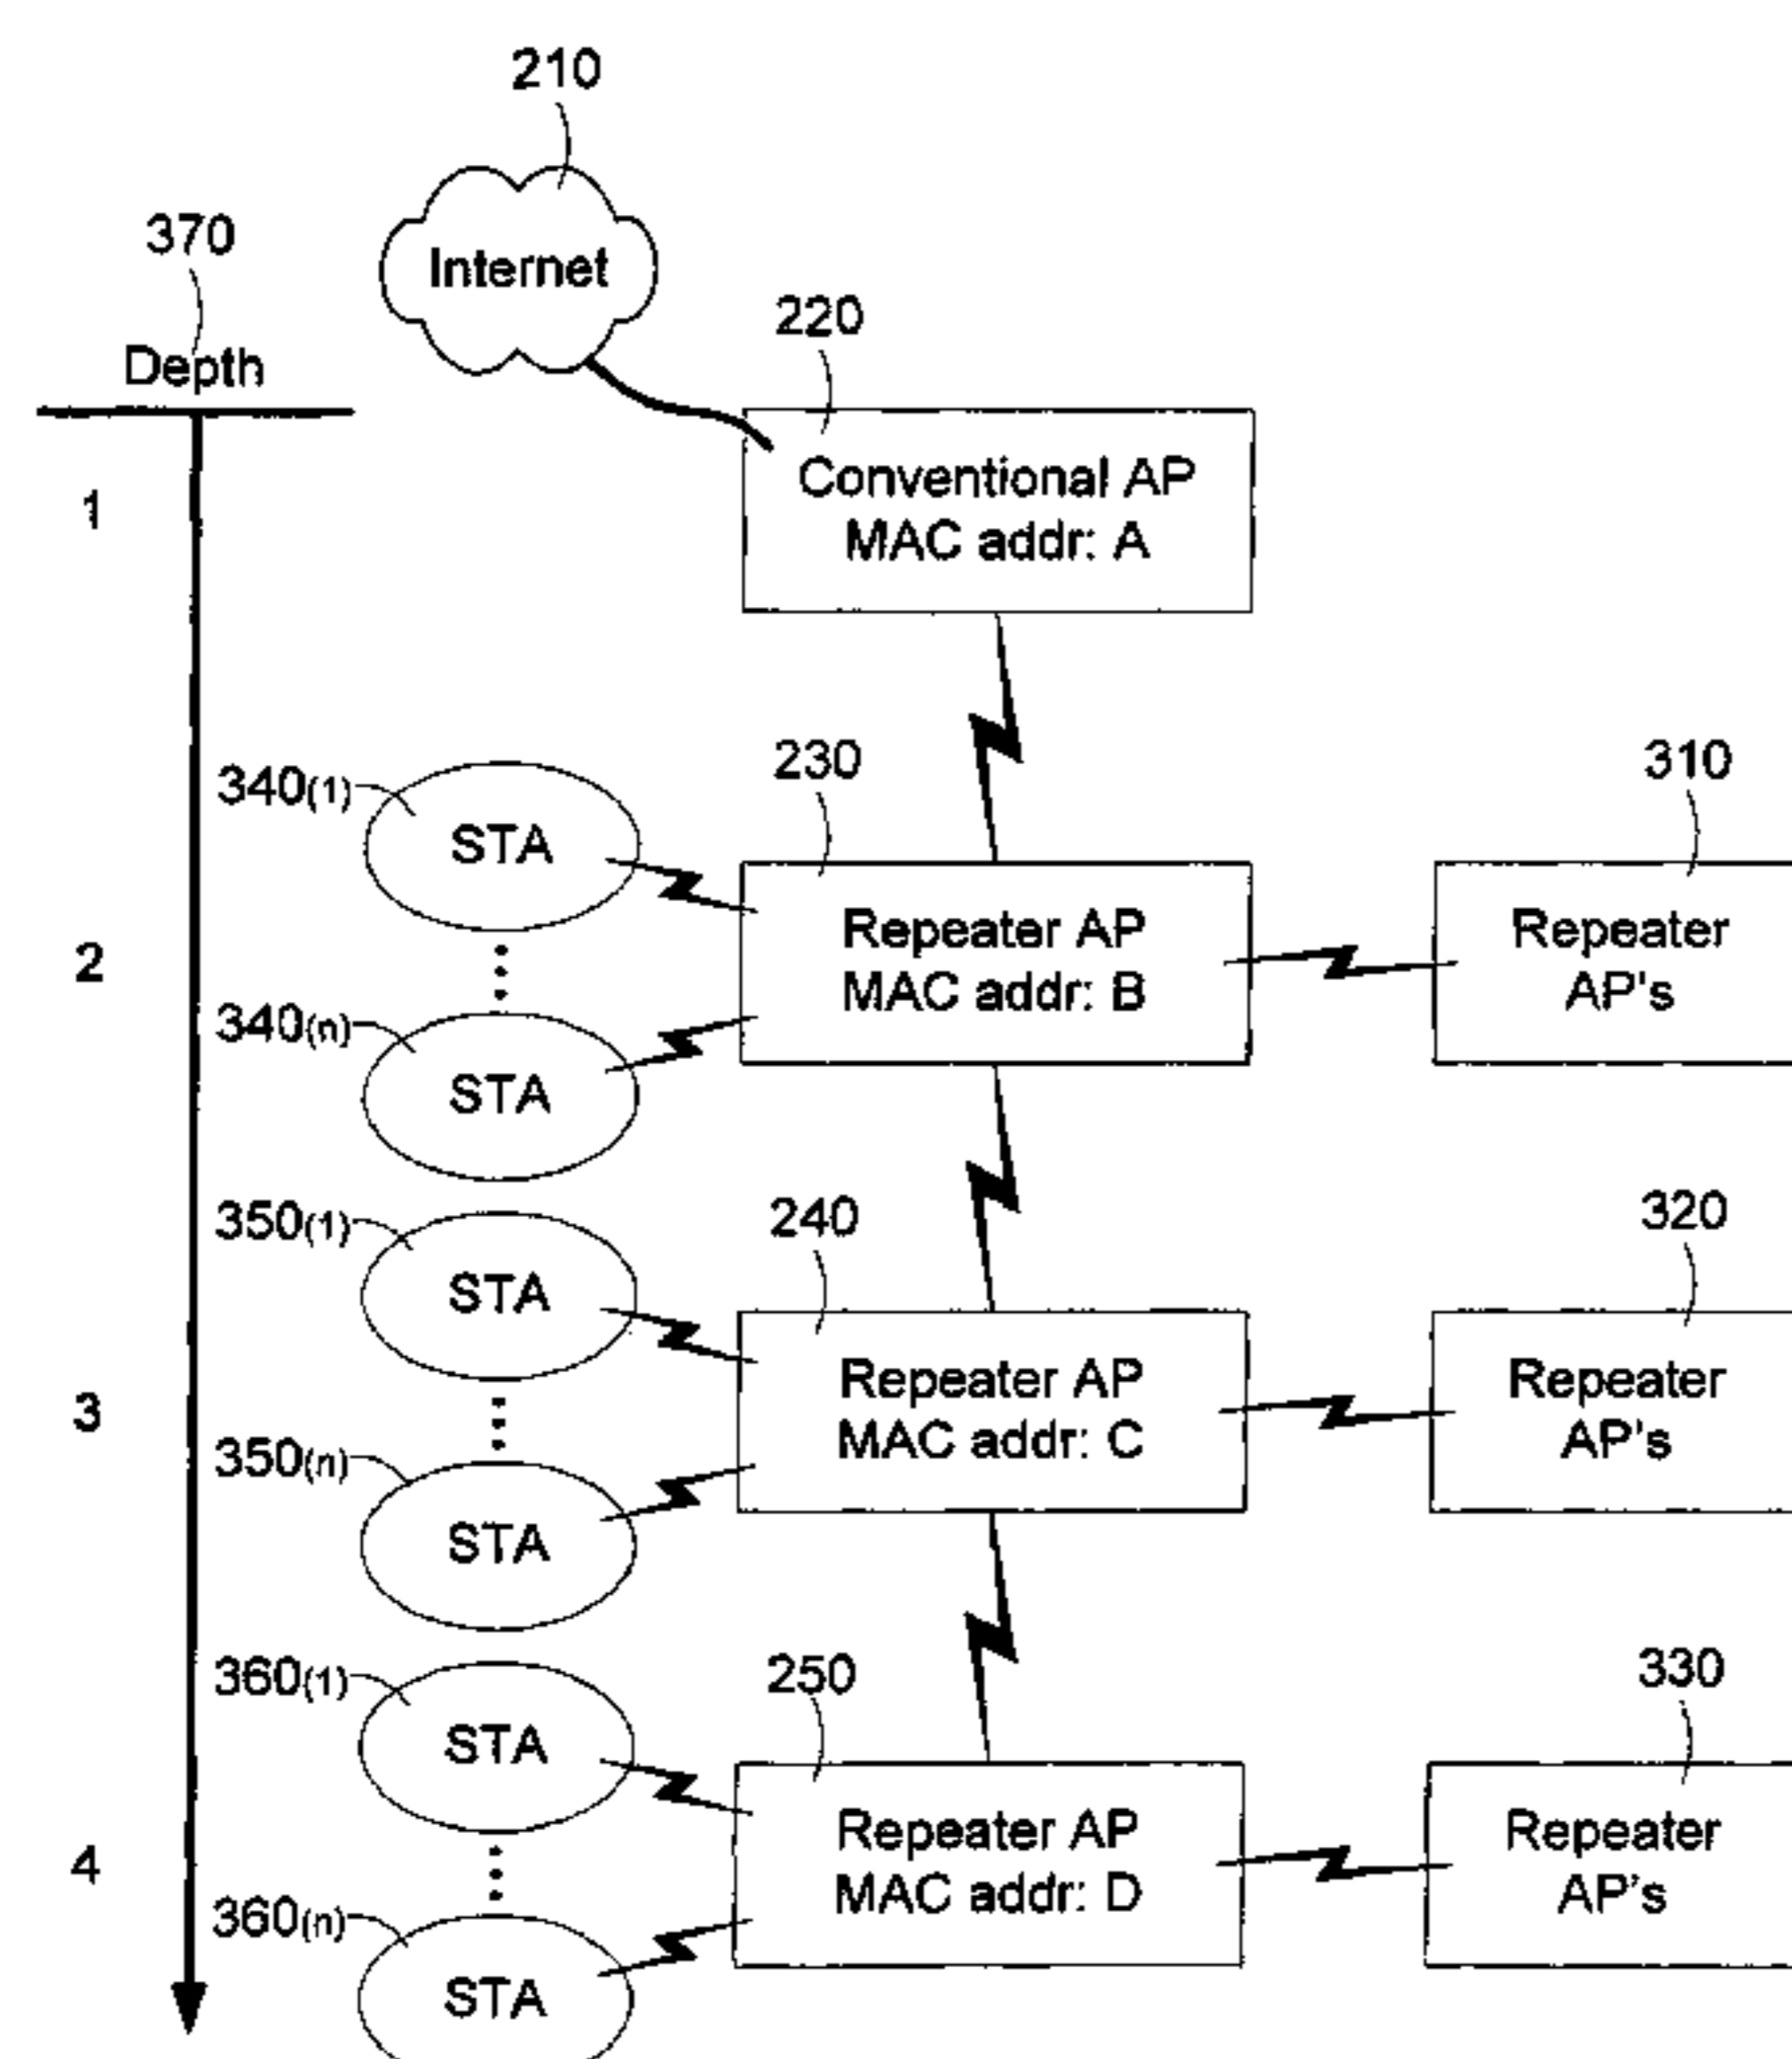 210
370
Internet
220
Depth
Conventional AP
MAC addr: A
1
230
310
340(1)
STA
Repeater AP
MAC addr: B
Repeater
AP's
2
340(n)
STA
350(1)
240
320
STA
Repeater AP
MAC addr: C
Repeater
AP's
3
350(n)
STA
360(1)
250
330
STA
Repeater AP
MAC addr: D
Repeater
AP's
4
360(n)
STA